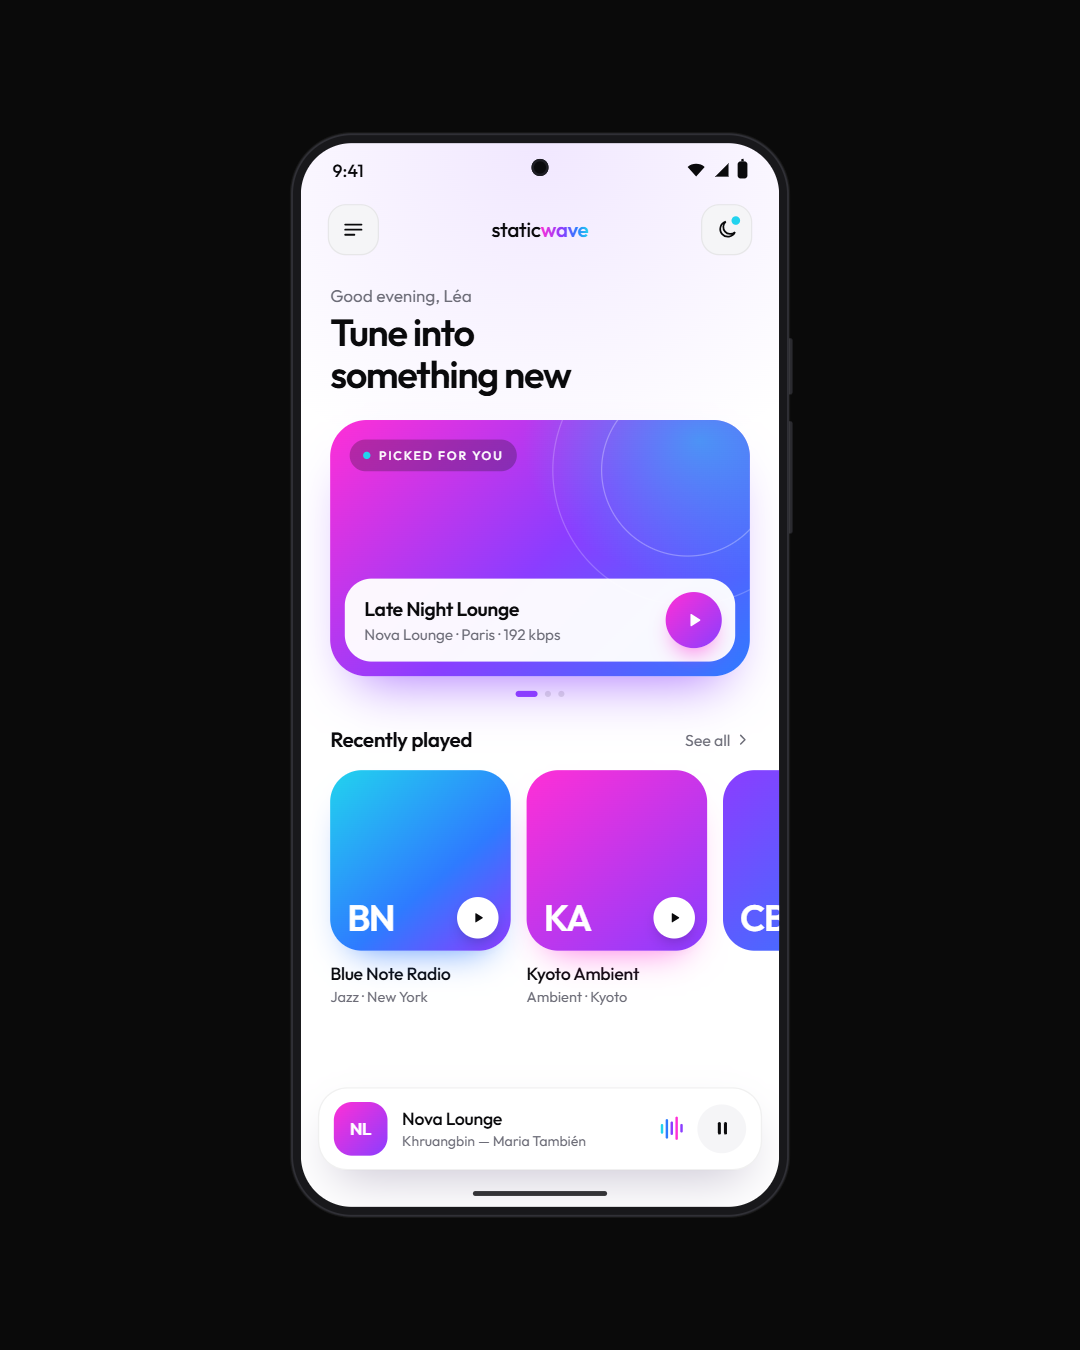 9:41
staticwave
Good evening, Léa
Tune into
something new
PICKED FOR YOU
Late Night Lounge
Nova Lounge · Paris · 192 kbps
Recently played
See all
BN
KA
CB
Blue Note Radio
Kyoto Ambient
Jazz · New York
Ambient · Kyoto
NL
Nova Lounge
Khruangbin — Maria También